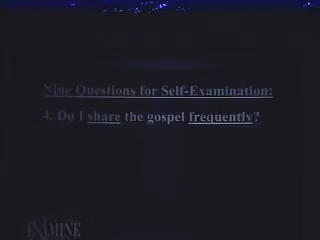 Nine Questions for Self-Examination:
4. Do I share the gospel frequently?
EXAMINE